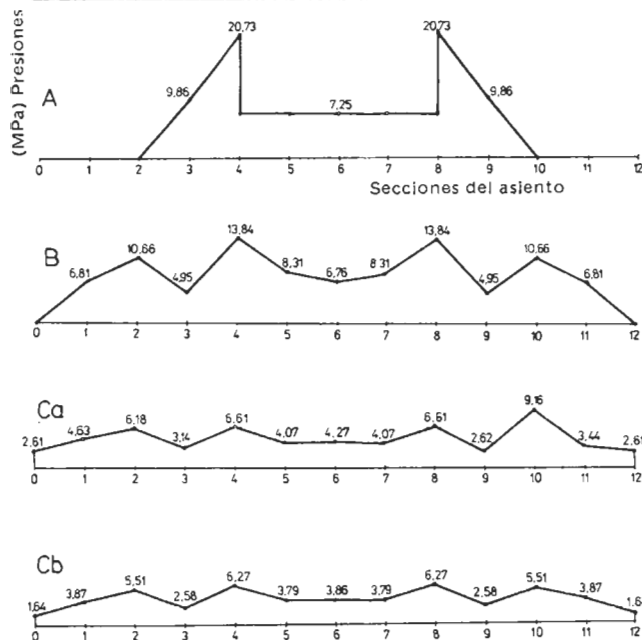 (MPa) Presiones
A
20,73 20,73
9,86 9,86
7,25
0 1 2 3 4 5 6 7 8 9 10 11 12
Secciones del asiento
B
6,81 10,66 4,95 13,84 8,31 6,76 8,31 13,84 4,95 10,66 6,81
0 1 2 3 4 5 6 7 8 9 10 11 12
Ca
2,61 4,63 6,18 3,14 6,61 4,07 4,27 4,07 6,61 2,62 9,16 3,44 2,61
0 1 2 3 4 5 6 7 8 9 10 11 12
Cb
1,64 3,87 5,51 2,58 6,27 3,79 3,86 3,79 6,27 2,58 5,51 3,87 1,6
0 1 2 3 4 5 6 7 8 9 10 11 12